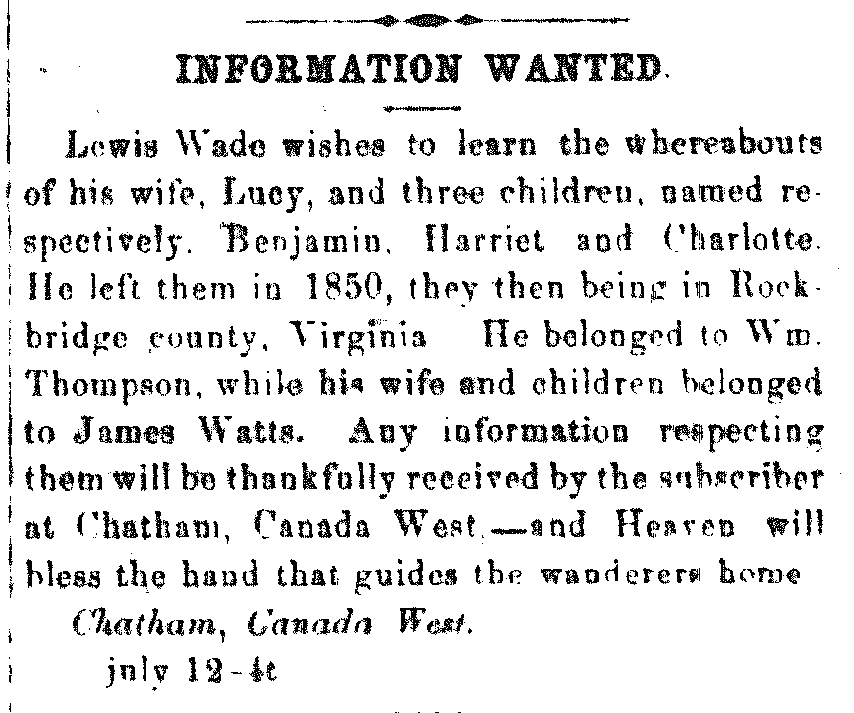 INFORMATION WANTED.
Lewis Wade wishes to learn the whereabouts
of his wife, Lucy, and three children, named re-
spectively. Benjamin, Harriet and Charlotte.
He left them in 1850, they then being in Rock-
bridge county, Virginia He belonged to Wm.
Thompson, while his wife and children belonged
to James Watts. Any information respecting
them will be thankfully received by the subscriber
at Chatham, Canada West.—and Heaven will
bless the hand that guides the wanderers home
Chatham, Canada West.
july 12-4t